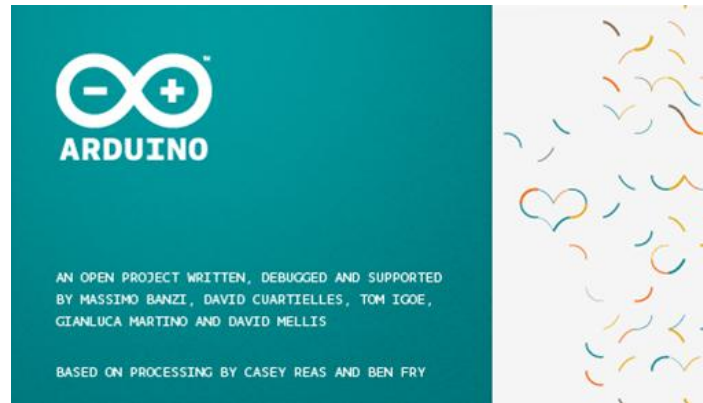 ARDUINO
AN OPEN PROJECT WRITTEN, DEBUGGED AND SUPPORTED
BY MASSIMO BANZI, DAVID CUARTIELLES, TOM IGOE,
GIANLUCA MARTINO AND DAVID MELLIS
BASED ON PROCESSING BY CASEY REAS AND BEN FRY